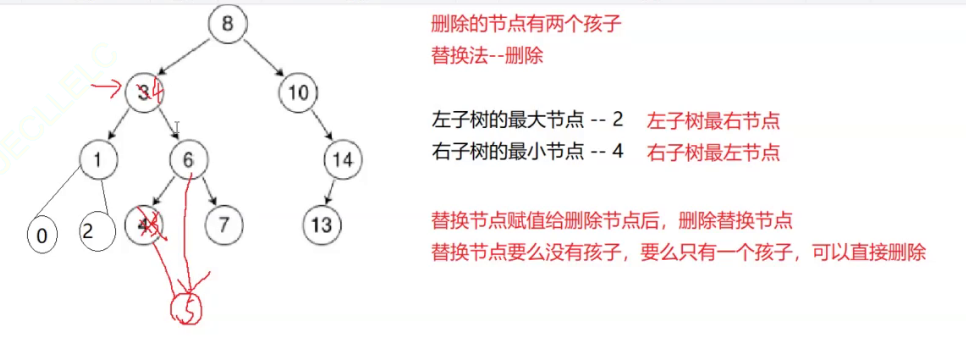 8
删除的节点有两个孩子
替换法--删除
3 4
10
左子树的最大节点 -- 2 左子树最右节点
右子树的最小节点 -- 4 右子树最左节点
1
6
14
0
2
4
7
13
替换节点赋值给删除节点后，删除替换节点
替换节点要么没有孩子，要么只有一个孩子，可以直接删除
5